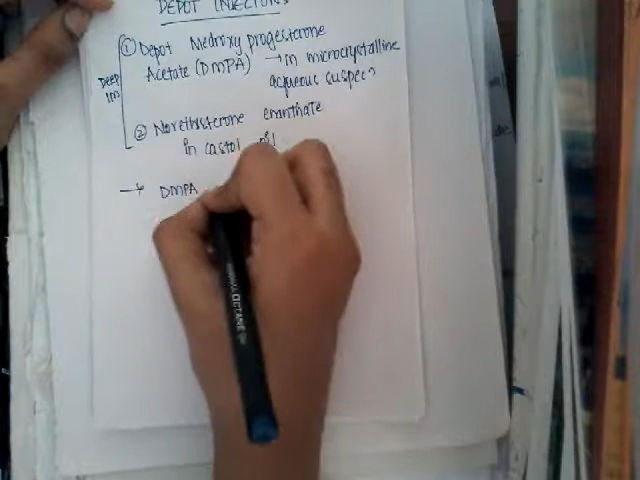 DEPOT INJECTIONS
① Depot Medroxy progesterone
Acetate (DMPA) → in microcrystalline
aqueous suspen?
Deep
IM
② Norethisterone enanthate
in castol oil
→ DMPA
OCTANE